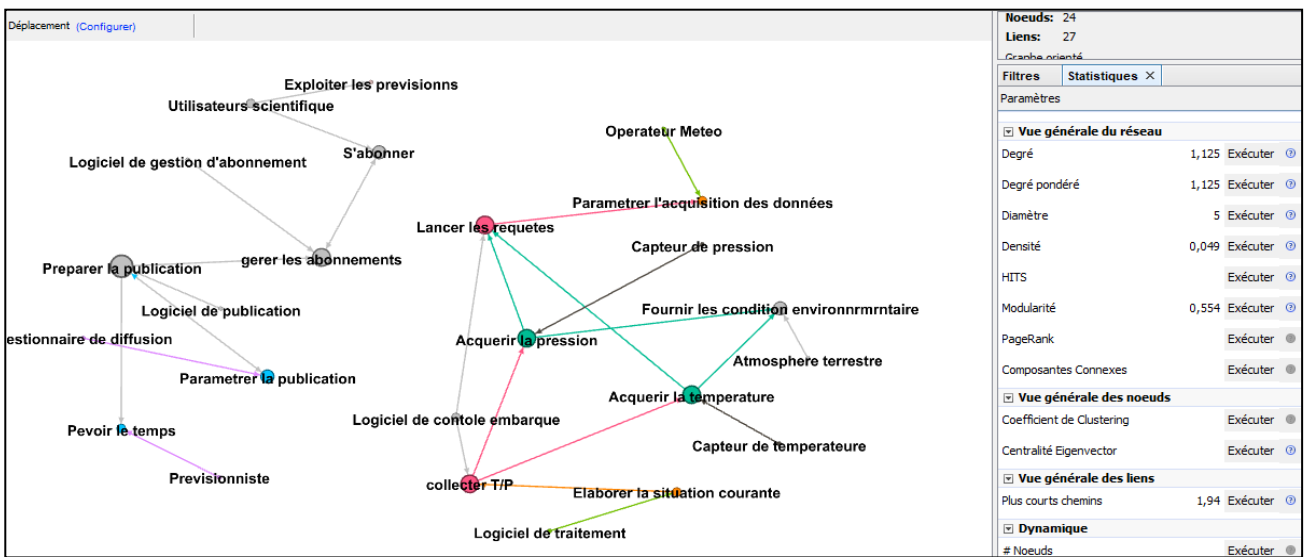 Déplacement (Configurer)
Exploiter les previsionns
Utilisateurs scientifique
Operateur Meteo
S'abonner
Logiciel de gestion d'abonnement
Parametrer l'acquisition des données
Lancer les requetes
Capteur de pression
gerer les abonnements
Preparer la publication
Logiciel de publication
Fournir les condition environnrmrntaire
estionnaire de diffusion
Acquerir la pression
Atmosphere terrestre
Parametrer la publication
Acquerir la temperature
Logiciel de contole embarque
Pevoir le temps
Capteur de temperateure
Previsionniste
collecter T/P
Elaborer la situation courante
Logiciel de traitement
Noeuds: 24
Liens: 27
Graphe orienté
Filtres Statistiques ×
Paramètres
Vue générale du réseau
Degré 1,125 Exécuter
Degré pondéré 1,125 Exécuter
Diamètre 5 Exécuter
Densité 0,049 Exécuter
HITS Exécuter
Modularité 0,554 Exécuter
PageRank Exécuter
Composantes Connexes Exécuter
Vue générale des noeuds
Coefficient de Clustering Exécuter
Centralité Eigenvector Exécuter
Vue générale des liens
Plus courts chemins 1,94 Exécuter
Dynamique
# Noeuds Exécuter